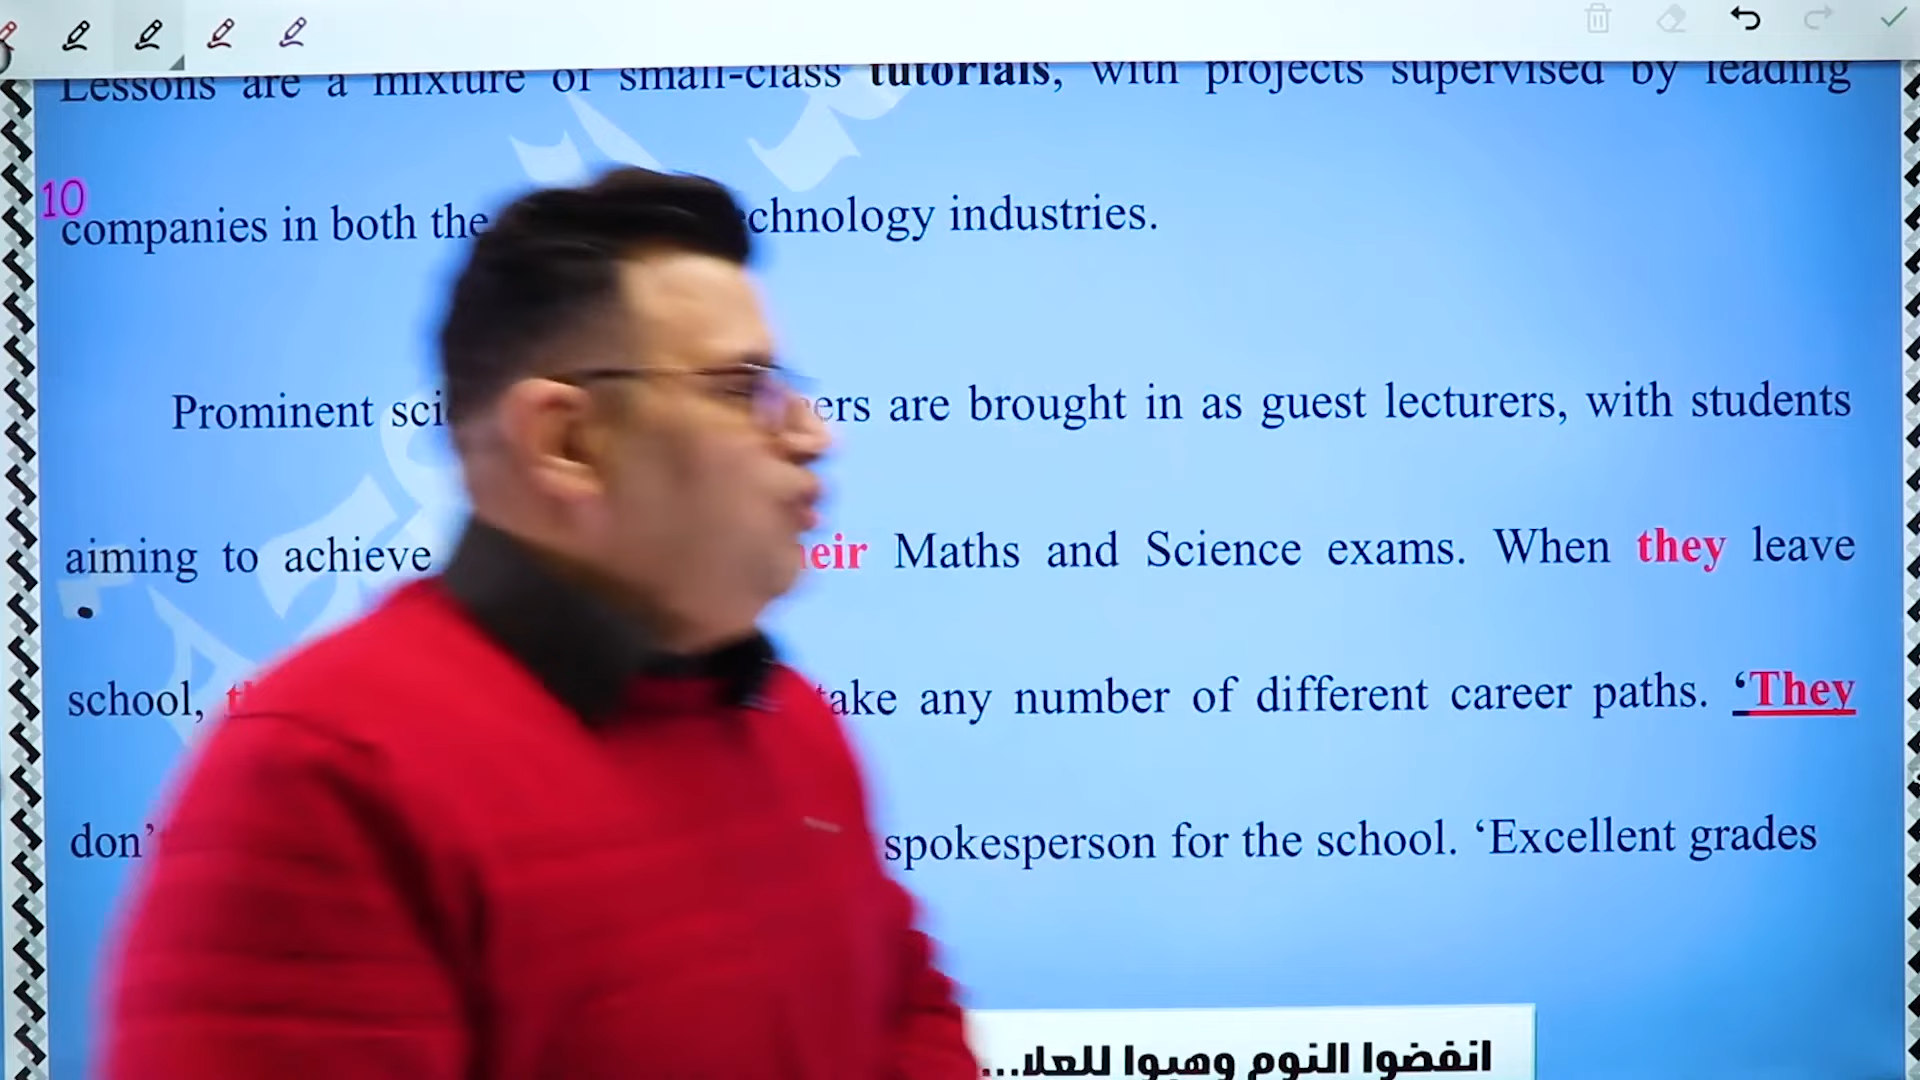 Lessons are a mixture of small-class tutorials, with projects supervised by leading
10
companies in both the chnology industries.
Prominent sci ers are brought in as guest lecturers, with students
aiming to achieve eir Maths and Science exams. When they leave
school, take any number of different career paths. ‘They
don’ spokesperson for the school. ‘Excellent grades
انفضوا النوم وهبوا للعلا...